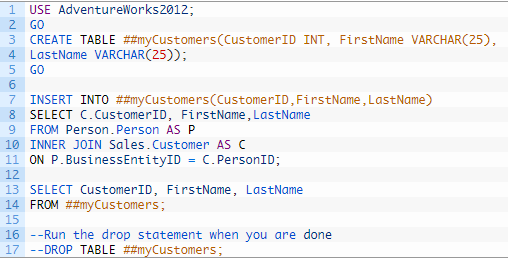 1 USE AdventureWorks2012;
2 GO
3 CREATE TABLE ##myCustomers(CustomerID INT, FirstName VARCHAR(25),
4 LastName VARCHAR(25));
5 GO
6
7 INSERT INTO ##myCustomers(CustomerID,FirstName,LastName)
8 SELECT C.CustomerID, FirstName,LastName
9 FROM Person.Person AS P
10 INNER JOIN Sales.Customer AS C
11 ON P.BusinessEntityID = C.PersonID;
12
13 SELECT CustomerID, FirstName, LastName
14 FROM ##myCustomers;
15
16 --Run the drop statement when you are done
17 --DROP TABLE ##myCustomers;